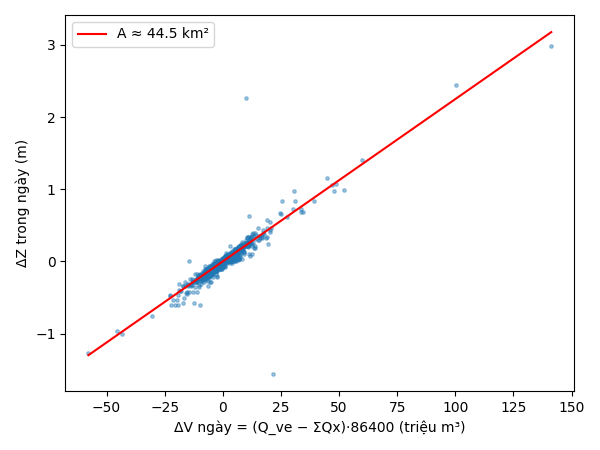 A ≈ 44.5 km²
ΔZ trong ngày (m)
3
2
1
0
−1
−50 −25 0 25 50 75 100 125 150
ΔV ngày = (Q_ve − ΣQx)·86400 (triệu m³)